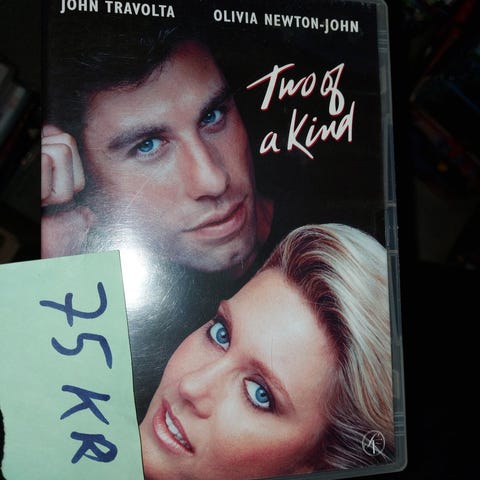 JOHN TRAVOLTA
OLIVIA NEWTON-JOHN
Two of
a Kind
75 KR